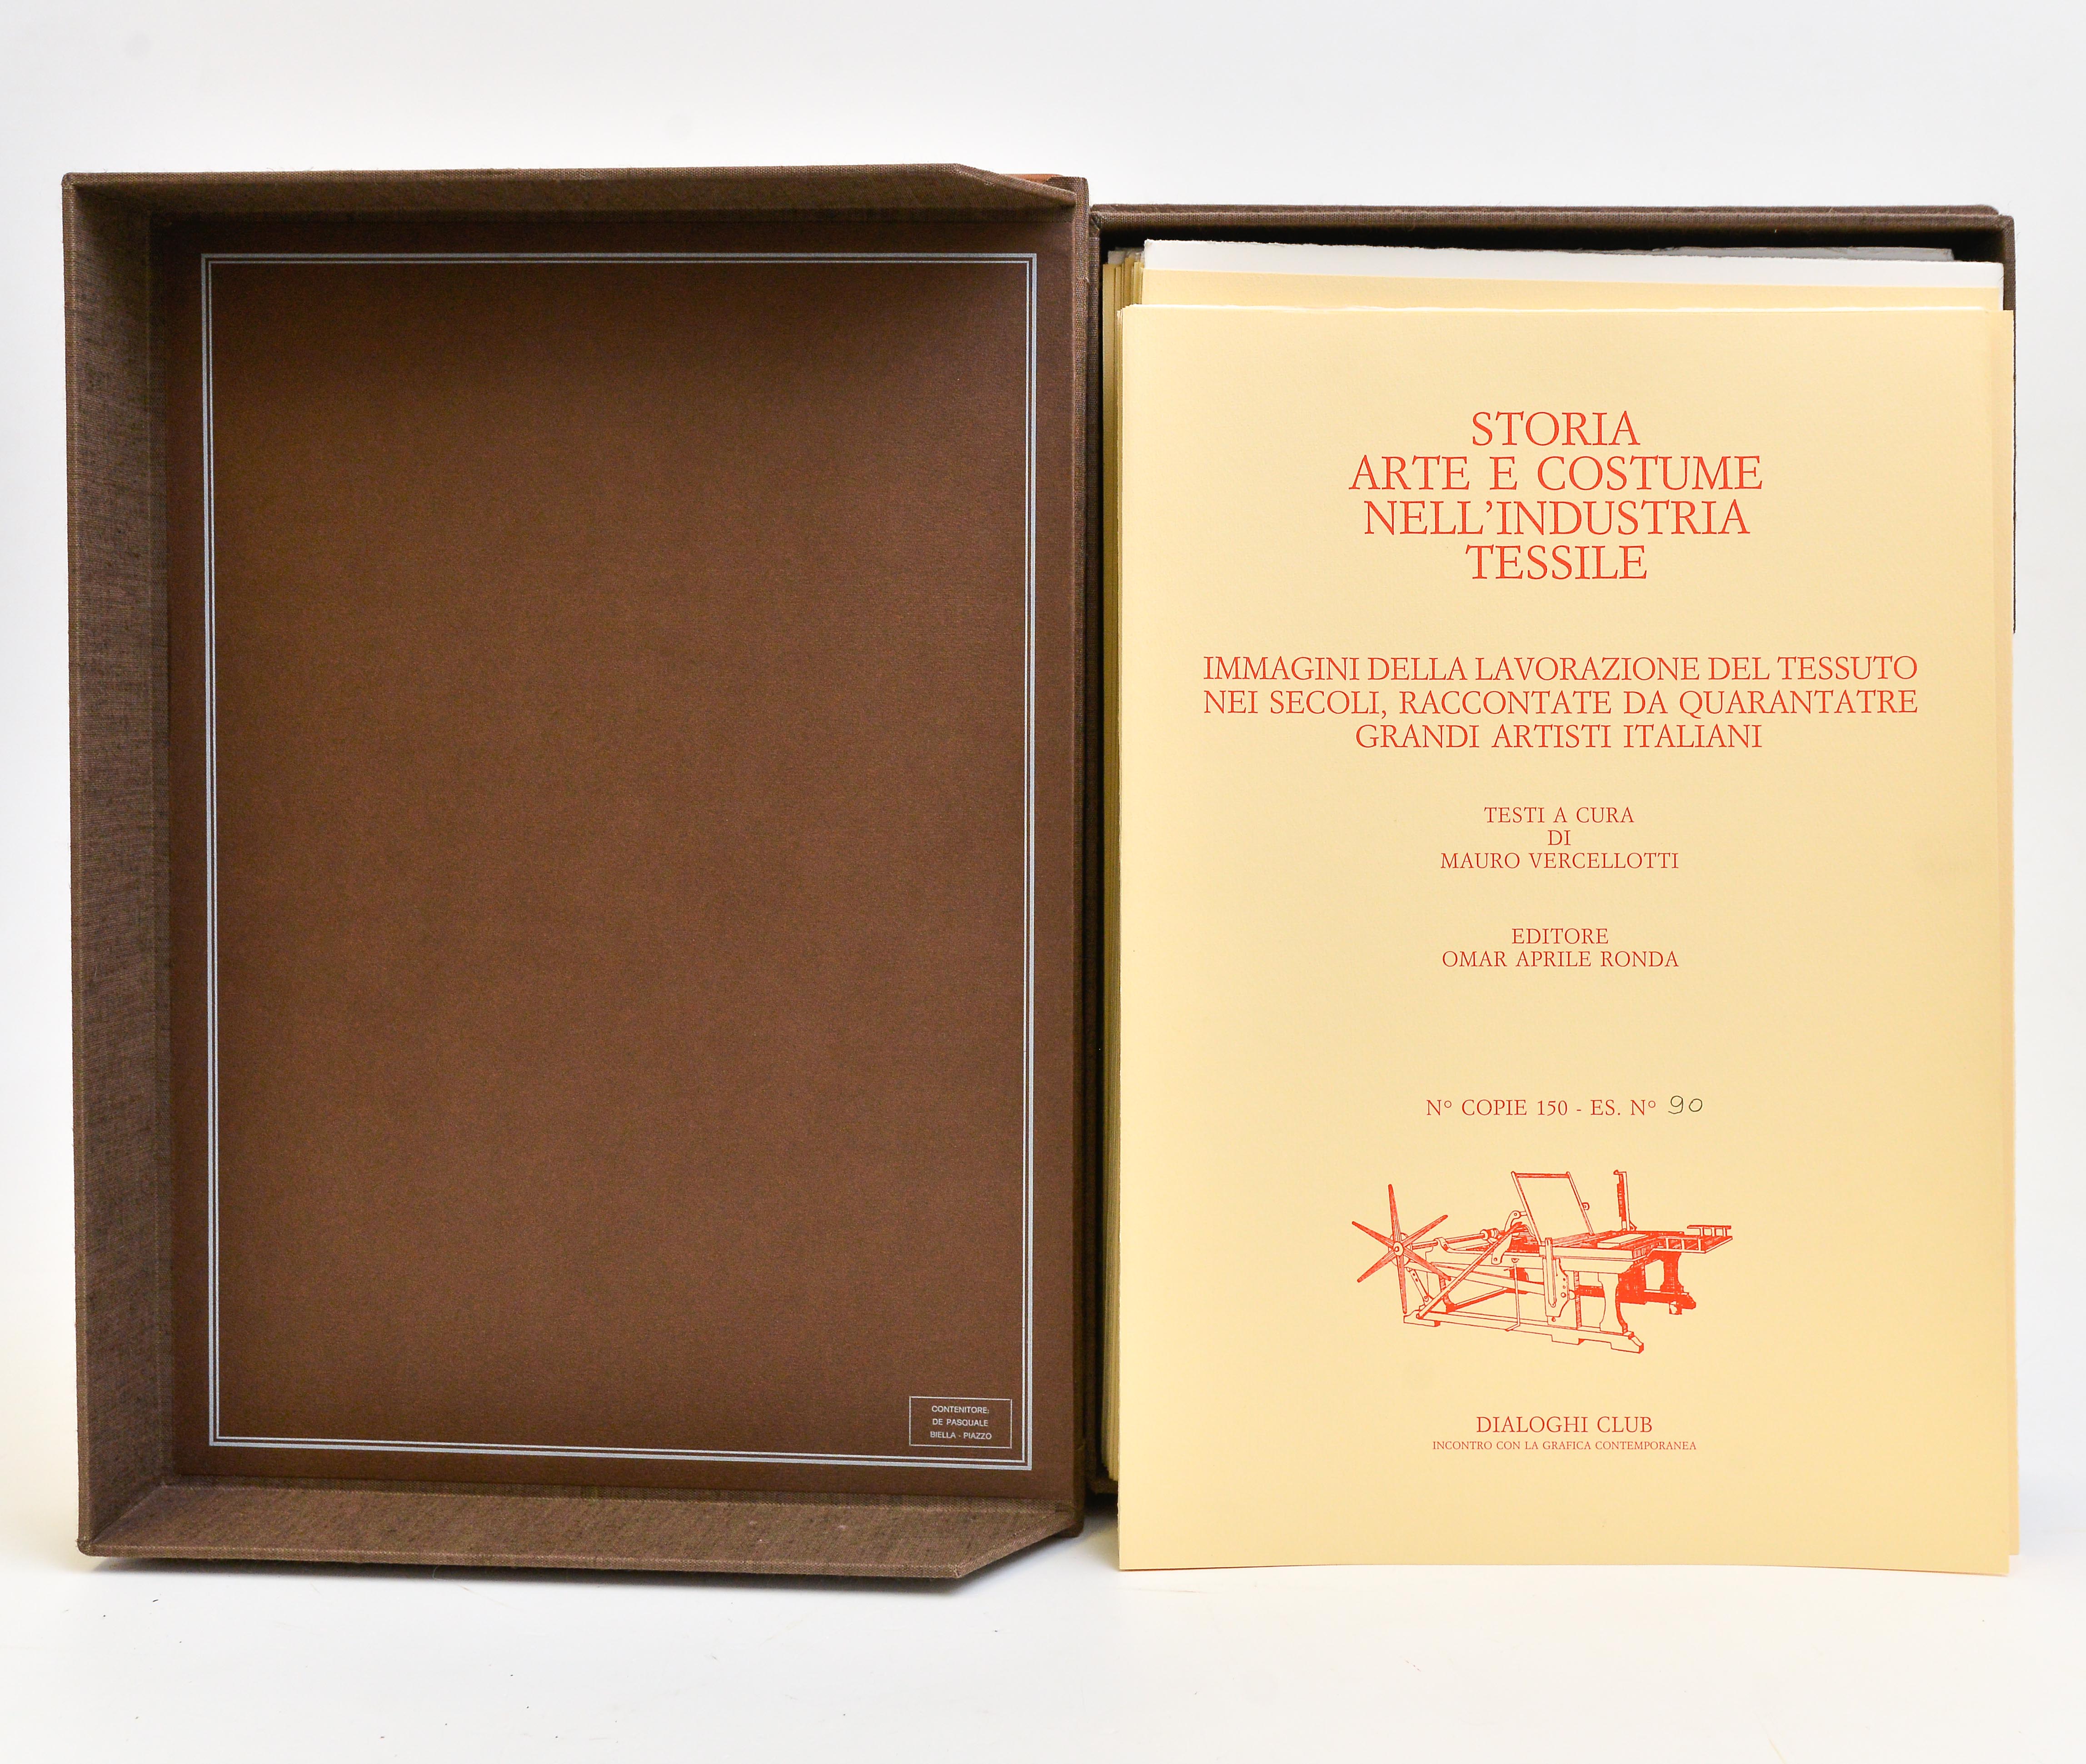 CONTENITORE:
DE PASQUALE
BIELLA - PIAZZO
STORIA
ARTE E COSTUME
NELL'INDUSTRIA
TESSILE
IMMAGINI DELLA LAVORAZIONE DEL TESSUTO
NEI SECOLI, RACCONTATE DA QUARANTATRE
GRANDI ARTISTI ITALIANI
TESTI A CURA
DI
MAURO VERCELLOTTI
EDITORE
OMAR APRILE RONDA
N° COPIE 150 - ES. N° 90
DIALOGHI CLUB
INCONTRO CON LA GRAFICA CONTEMPORANEA